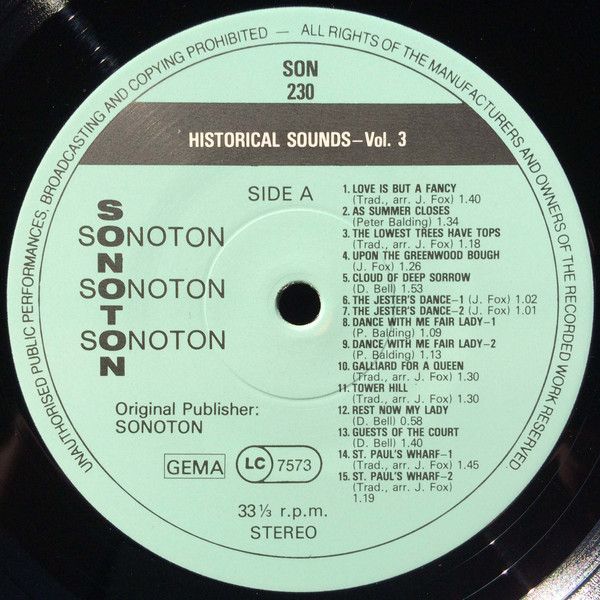 UNAUTHORISED PUBLIC PERFORMANCES, BROADCASTING AND COPYING PROHIBITED – ALL RIGHTS OF THE MANUFACTURERS AND OWNERS OF THE RECORDED WORK RESERVED
SON
230
HISTORICAL SOUNDS–Vol. 3
SIDE A
SONOTON
SONOTON
SONOTON
SONOTON
Original Publisher:
SONOTON
GEMA
LC 7573
33⅓ r.p.m.
STEREO
1. LOVE IS BUT A FANCY
(Trad., arr. J. Fox) 1.40
2. AS SUMMER CLOSES
(Peter Balding) 1.34
3. THE LOWEST TREES HAVE TOPS
(Trad., arr. J. Fox) 1.18
4. UPON THE GREENWOOD BOUGH
(J. Fox) 1.26
5. CLOUD OF DEEP SORROW
(D. Bell) 1.53
6. THE JESTER'S DANCE–1 (J. Fox) 1.02
7. THE JESTER'S DANCE–2 (J. Fox) 1.01
8. DANCE WITH ME FAIR LADY–1
(P. Balding) 1.09
9. DANCE WITH ME FAIR LADY–2
(P. Balding) 1.13
10. GALLIARD FOR A QUEEN
(Trad., arr. J. Fox) 1.30
11. TOWER HILL
(Trad., arr. J. Fox) 1.30
12. REST NOW MY LADY
(D. Bell) 0.58
13. GUESTS OF THE COURT
(D. Bell) 1.40
14. ST. PAUL'S WHARF–1
(Trad., arr. J. Fox) 1.45
15. ST. PAUL'S WHARF–2
(Trad., arr. J. Fox)
1.19